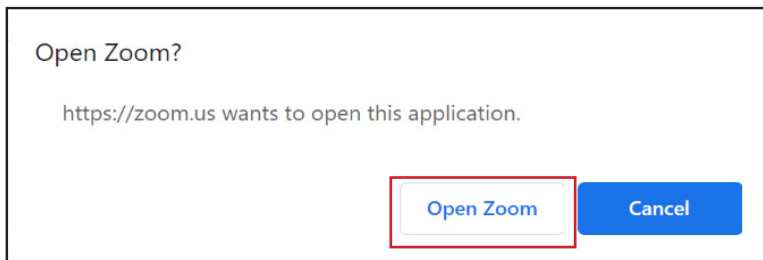 Open Zoom?
https://zoom.us wants to open this application.
Open Zoom Cancel